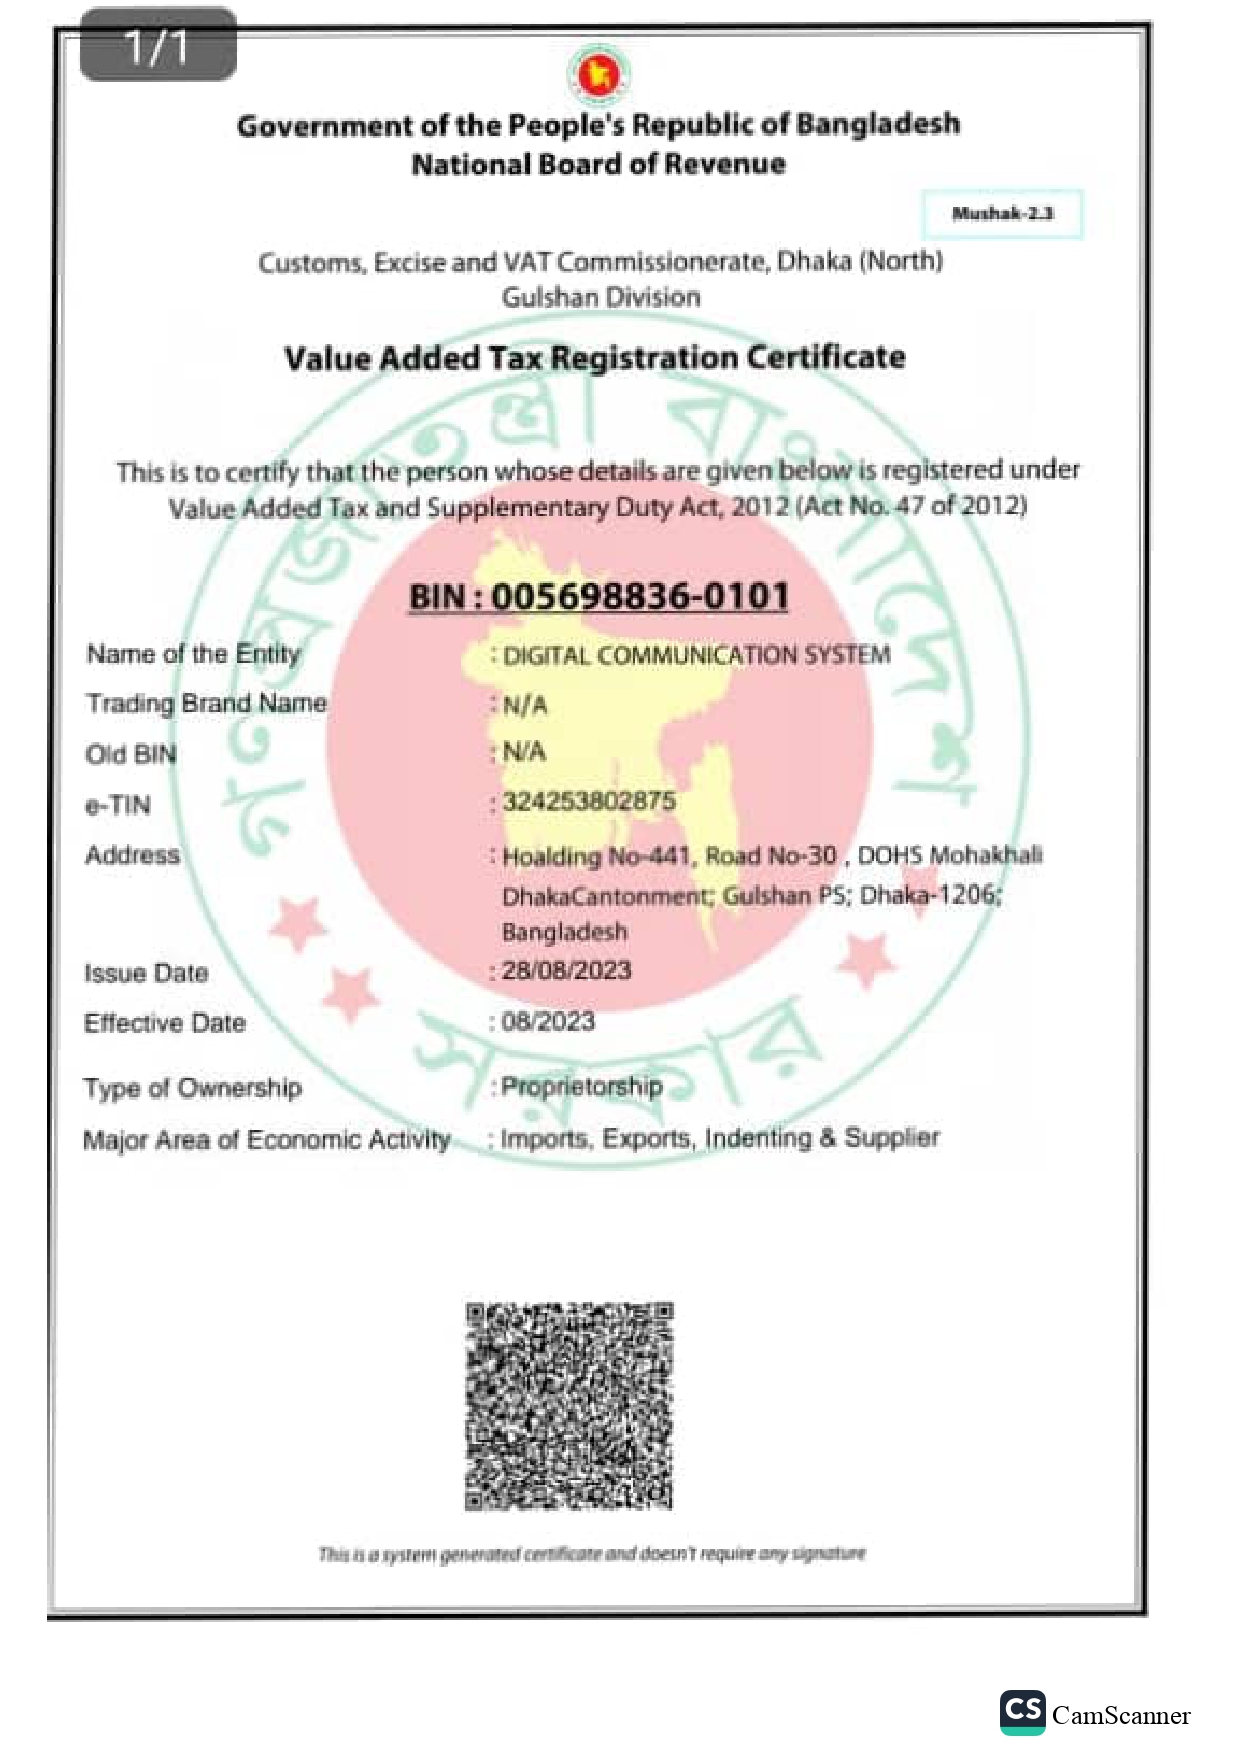 1/1
Government of the People's Republic of Bangladesh
National Board of Revenue
Mushak-2.3
Customs, Excise and VAT Commissionerate, Dhaka (North)
Gulshan Division
Value Added Tax Registration Certificate
গণপ্রজাতন্ত্রী বাংলাদেশ
This is to certify that the person whose details are given below is registered under
Value Added Tax and Supplementary Duty Act, 2012 (Act No. 47 of 2012)
BIN : 005698836-0101
Name of the Entity : DIGITAL COMMUNICATION SYSTEM
Trading Brand Name : N/A
Old BIN : N/A
e-TIN : 324253802875
Address : Hoalding No-441, Road No-30 , DOHS Mohakhali
DhakaCantonment; Gulshan PS; Dhaka-1206;
Bangladesh
Issue Date : 28/08/2023
Effective Date : 08/2023
সরকার
Type of Ownership : Proprietorship
Major Area of Economic Activity : Imports, Exports, Indenting & Supplier
This is a system generated certificate and doesn't require any signature
CS CamScanner